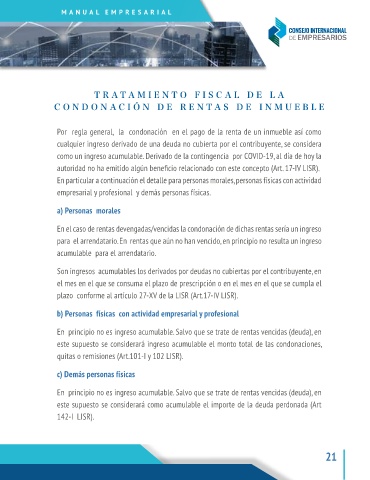 MANUAL EMPRESARIAL
CONSEJO INTERNACIONAL
DE EMPRESARIOS
TRATAMIENTO FISCAL DE LA
CONDONACIÓN DE RENTAS DE INMUEBLE
Por regla general, la condonación en el pago de la renta de un inmueble así como
cualquier ingreso derivado de una deuda no cubierta por el contribuyente, se considera
como un ingreso acumulable. Derivado de la contingencia por COVID-19, al día de hoy la
autoridad no ha emitido algún beneficio relacionado con este concepto (Art. 17-IV LISR).
En particular a continuación el detalle para personas morales, personas físicas con actividad
empresarial y profesional y demás personas físicas.
a) Personas morales
En el caso de rentas devengadas/vencidas la condonación de dichas rentas sería un ingreso
para el arrendatario. En rentas que aún no han vencido, en principio no resulta un ingreso
acumulable para el arrendatario.
Son ingresos acumulables los derivados por deudas no cubiertas por el contribuyente, en
el mes en el que se consuma el plazo de prescripción o en el mes en el que se cumpla el
plazo conforme al artículo 27-XV de la LISR (Art.17-IV LISR).
b) Personas físicas con actividad empresarial y profesional
En principio no es ingreso acumulable. Salvo que se trate de rentas vencidas (deuda), en
este supuesto se considerará ingreso acumulable el monto total de las condonaciones,
quitas o remisiones (Art.101-I y 102 LISR).
c) Demás personas físicas
En principio no es ingreso acumulable. Salvo que se trate de rentas vencidas (deuda), en
este supuesto se considerará como acumulable el importe de la deuda perdonada (Art
142-I LISR).
21